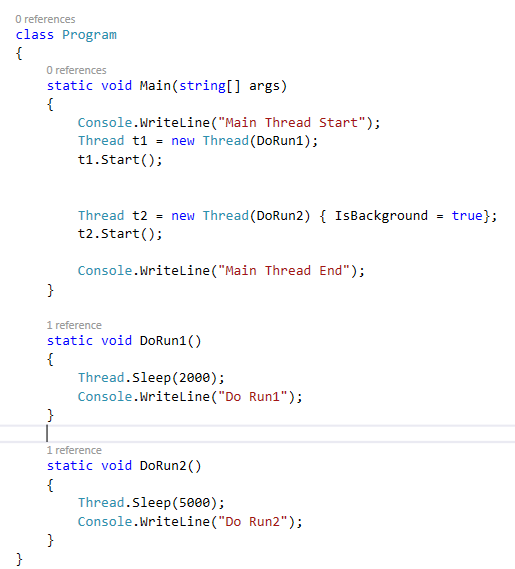 0 references
class Program
{
0 references
static void Main(string[] args)
{
Console.WriteLine("Main Thread Start");
Thread t1 = new Thread(DoRun1);
t1.Start();
Thread t2 = new Thread(DoRun2) { IsBackground = true};
t2.Start();
Console.WriteLine("Main Thread End");
}
1 reference
static void DoRun1()
{
Thread.Sleep(2000);
Console.WriteLine("Do Run1");
}
1 reference
static void DoRun2()
{
Thread.Sleep(5000);
Console.WriteLine("Do Run2");
}
}